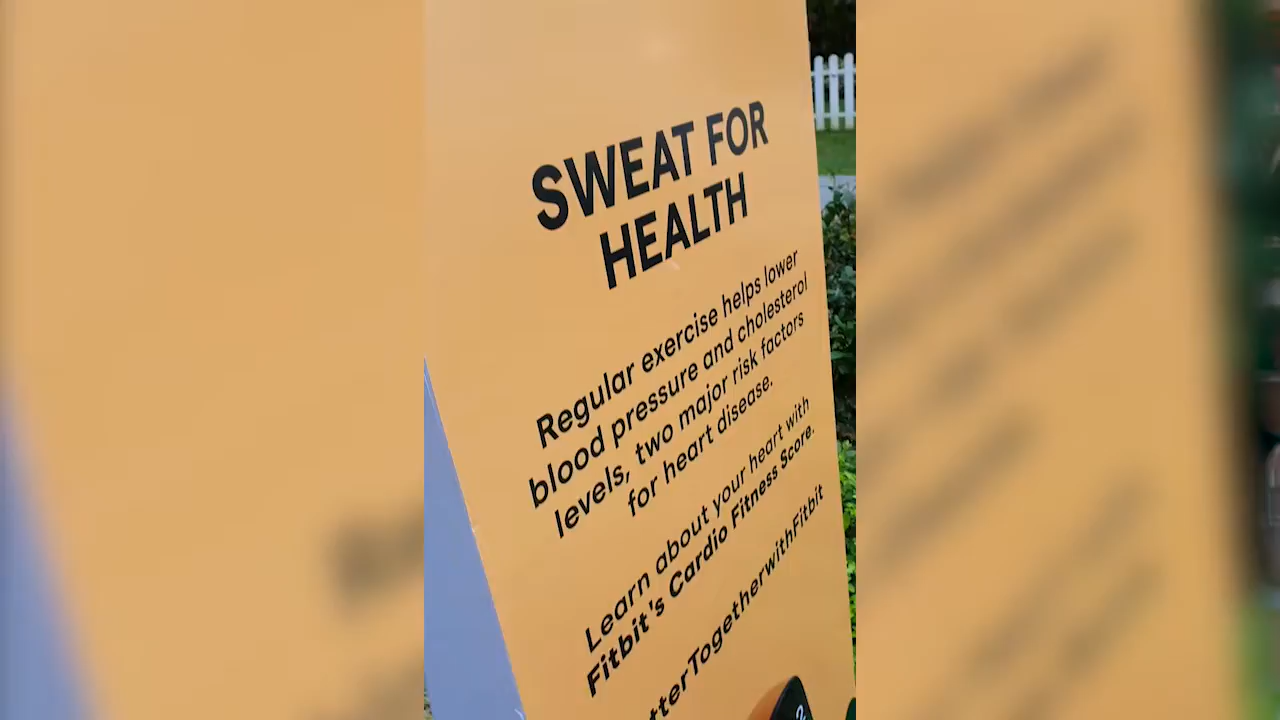 SWEAT FOR
HEALTH
Regular exercise helps lower
blood pressure and cholesterol
levels, two major risk factors
for heart disease.
Learn about your heart with
Fitbit's Cardio Fitness Score.
tterTogetherwithFitbit
2